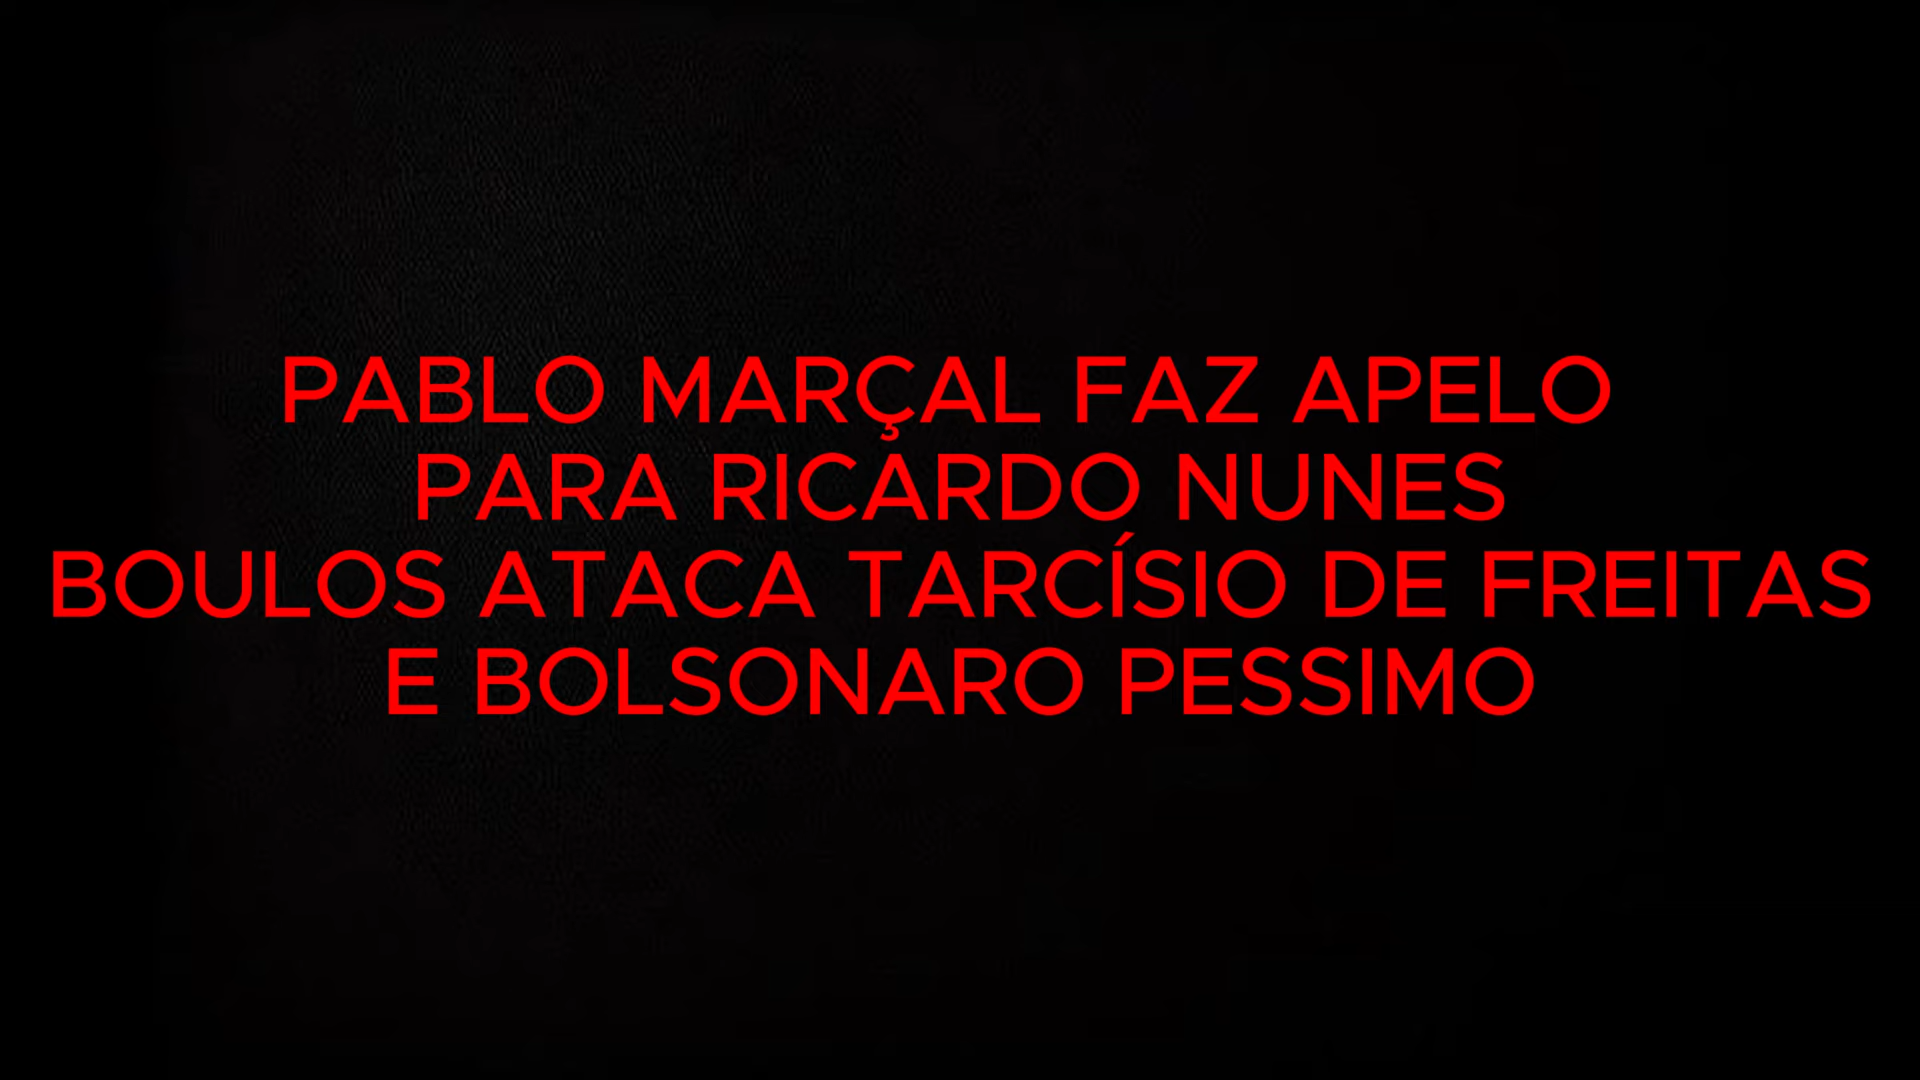 PABLO MARÇAL FAZ APELO
PARA RICARDO NUNES
BOULOS ATACA TARCÍSIO DE FREITAS
E BOLSONARO PESSIMO